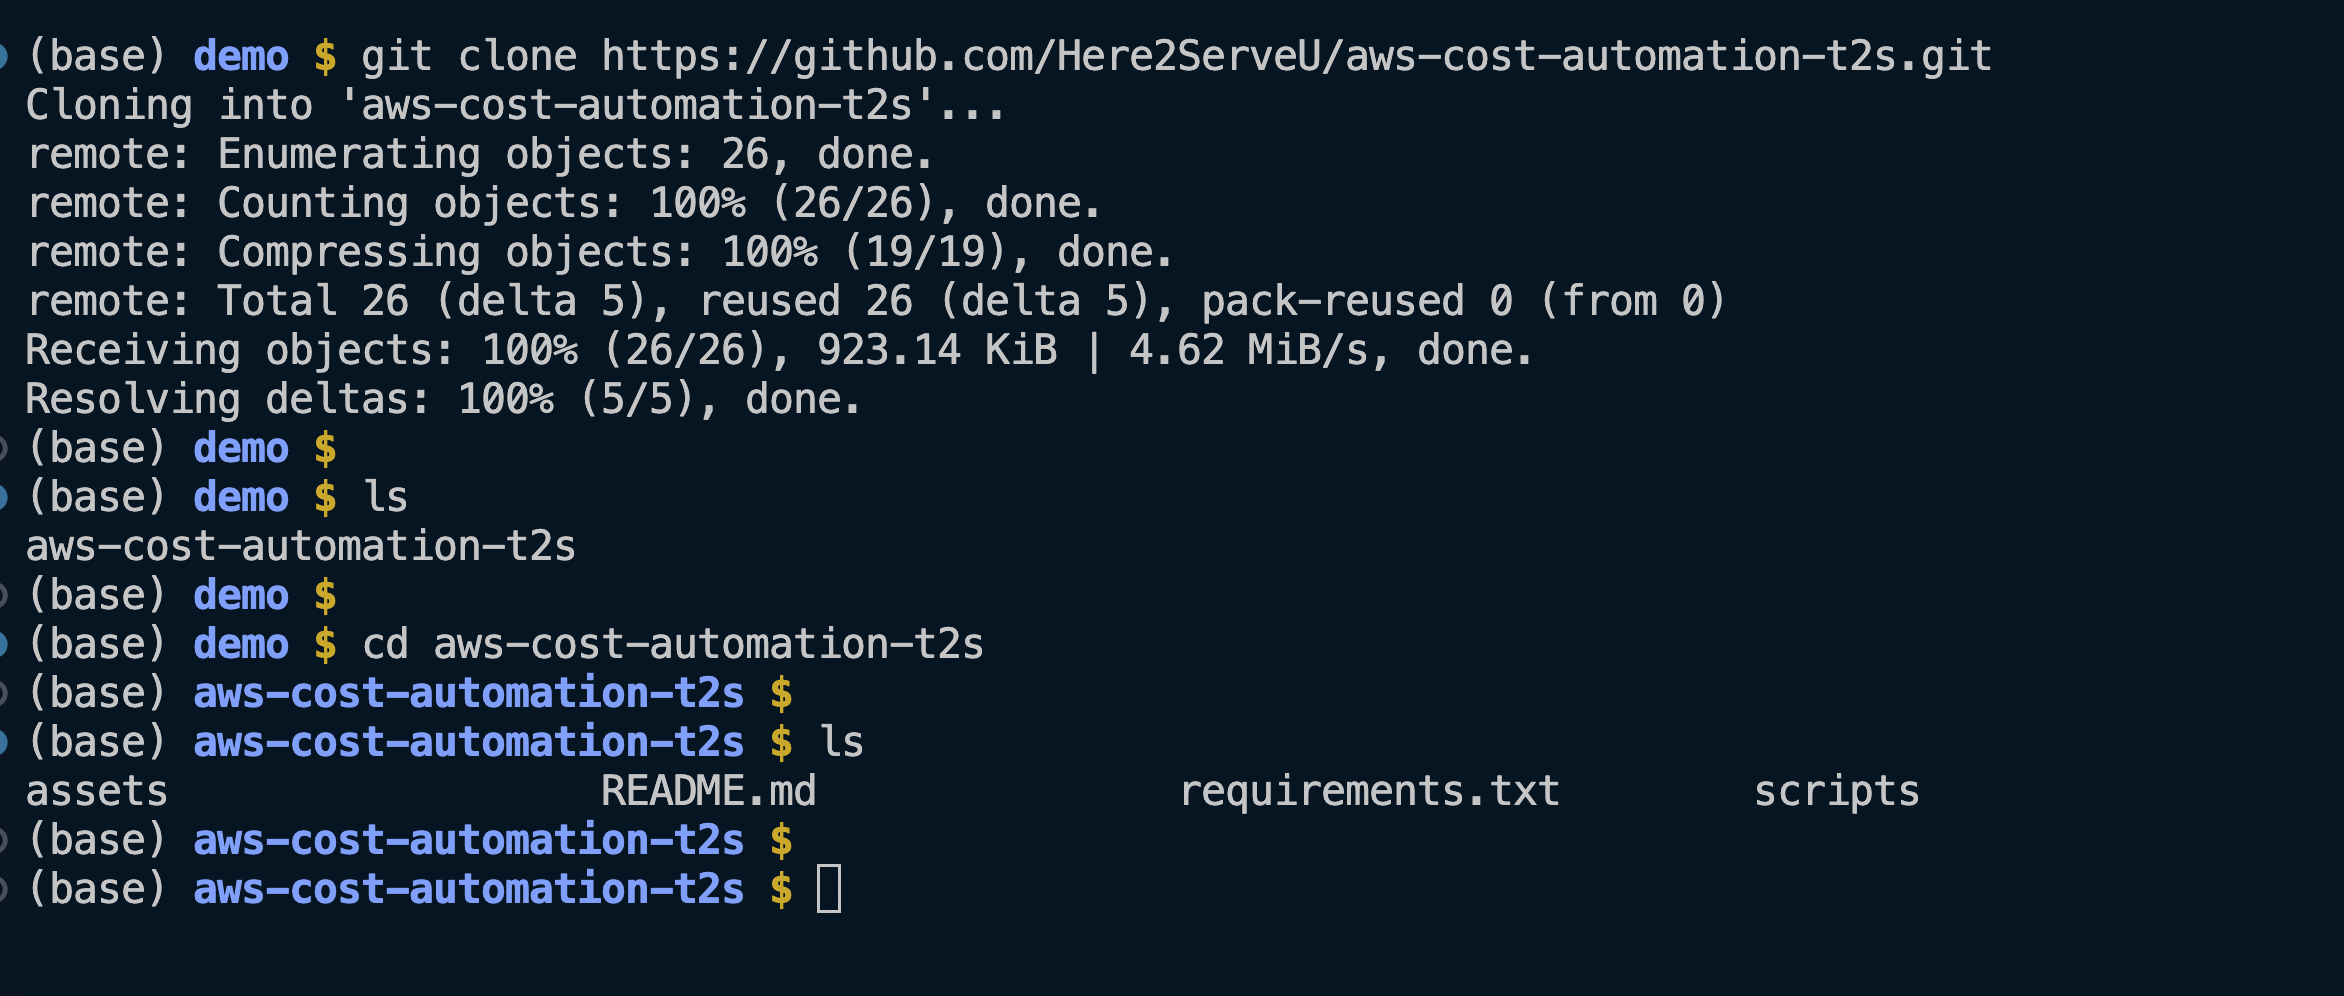 (base) demo $ git clone https://github.com/Here2ServeU/aws-cost-automation-t2s.git
Cloning into 'aws-cost-automation-t2s'...
remote: Enumerating objects: 26, done.
remote: Counting objects: 100% (26/26), done.
remote: Compressing objects: 100% (19/19), done.
remote: Total 26 (delta 5), reused 26 (delta 5), pack-reused 0 (from 0)
Receiving objects: 100% (26/26), 923.14 KiB | 4.62 MiB/s, done.
Resolving deltas: 100% (5/5), done.
(base) demo $
(base) demo $ ls
aws-cost-automation-t2s
(base) demo $
(base) demo $ cd aws-cost-automation-t2s
(base) aws-cost-automation-t2s $
(base) aws-cost-automation-t2s $ ls
assets README.md requirements.txt scripts
(base) aws-cost-automation-t2s $
(base) aws-cost-automation-t2s $